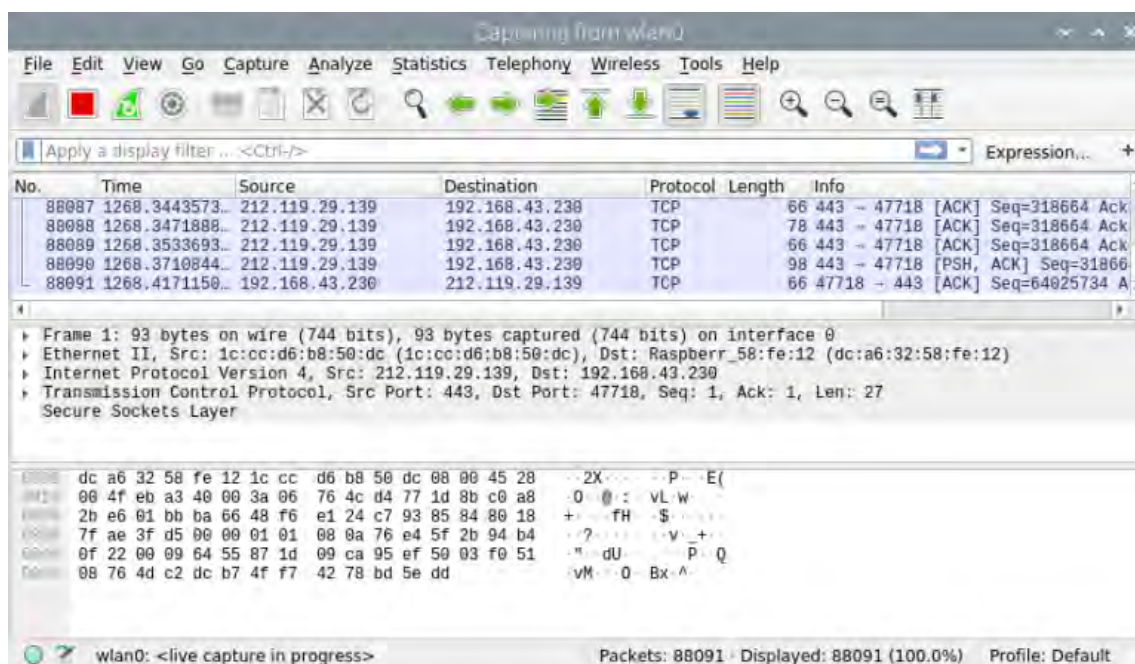 Capturing from wlan0
File Edit View Go Capture Analyze Statistics Telephony Wireless Tools Help
Apply a display filter ... <Ctrl-/> Expression... +
No. Time Source Destination Protocol Length Info
88087 1268.3443573… 212.119.29.139 192.168.43.230 TCP 66 443 → 47718 [ACK] Seq=318664 Ack
88088 1268.3471888… 212.119.29.139 192.168.43.230 TCP 78 443 → 47718 [ACK] Seq=318664 Ack
88089 1268.3533693… 212.119.29.139 192.168.43.230 TCP 66 443 → 47718 [ACK] Seq=318664 Ack
88090 1268.3710844… 212.119.29.139 192.168.43.230 TCP 98 443 → 47718 [PSH, ACK] Seq=31866
88091 1268.4171150… 192.168.43.230 212.119.29.139 TCP 66 47718 → 443 [ACK] Seq=64025734 A
Frame 1: 93 bytes on wire (744 bits), 93 bytes captured (744 bits) on interface 0
Ethernet II, Src: 1c:cc:d6:b8:50:dc (1c:cc:d6:b8:50:dc), Dst: Raspberr_58:fe:12 (dc:a6:32:58:fe:12)
Internet Protocol Version 4, Src: 212.119.29.139, Dst: 192.168.43.230
Transmission Control Protocol, Src Port: 443, Dst Port: 47718, Seq: 1, Ack: 1, Len: 27
Secure Sockets Layer
0000 dc a6 32 58 fe 12 1c cc d6 b8 50 dc 08 00 45 28 ··2X···· ··P···E(
0010 00 4f eb a3 40 00 3a 06 76 4c d4 77 1d 8b c0 a8 ·O··@·:· vL·w····
0020 2b e6 01 bb ba 66 48 f6 e1 24 c7 93 85 84 80 18 +····fH· ·$······
0030 7f ae 3f d5 00 00 01 01 08 0a 76 e4 5f 2b 94 b4 ··?····· ··v·_+··
0040 0f 22 00 09 64 55 87 1d 09 ca 95 ef 50 03 f0 51 ·"··dU·· ····P··Q
0050 08 76 4d c2 dc b7 4f f7 42 78 bd 5e dd ·vM···O· Bx·^·
wlan0: <live capture in progress> Packets: 88091 · Displayed: 88091 (100.0%) Profile: Default